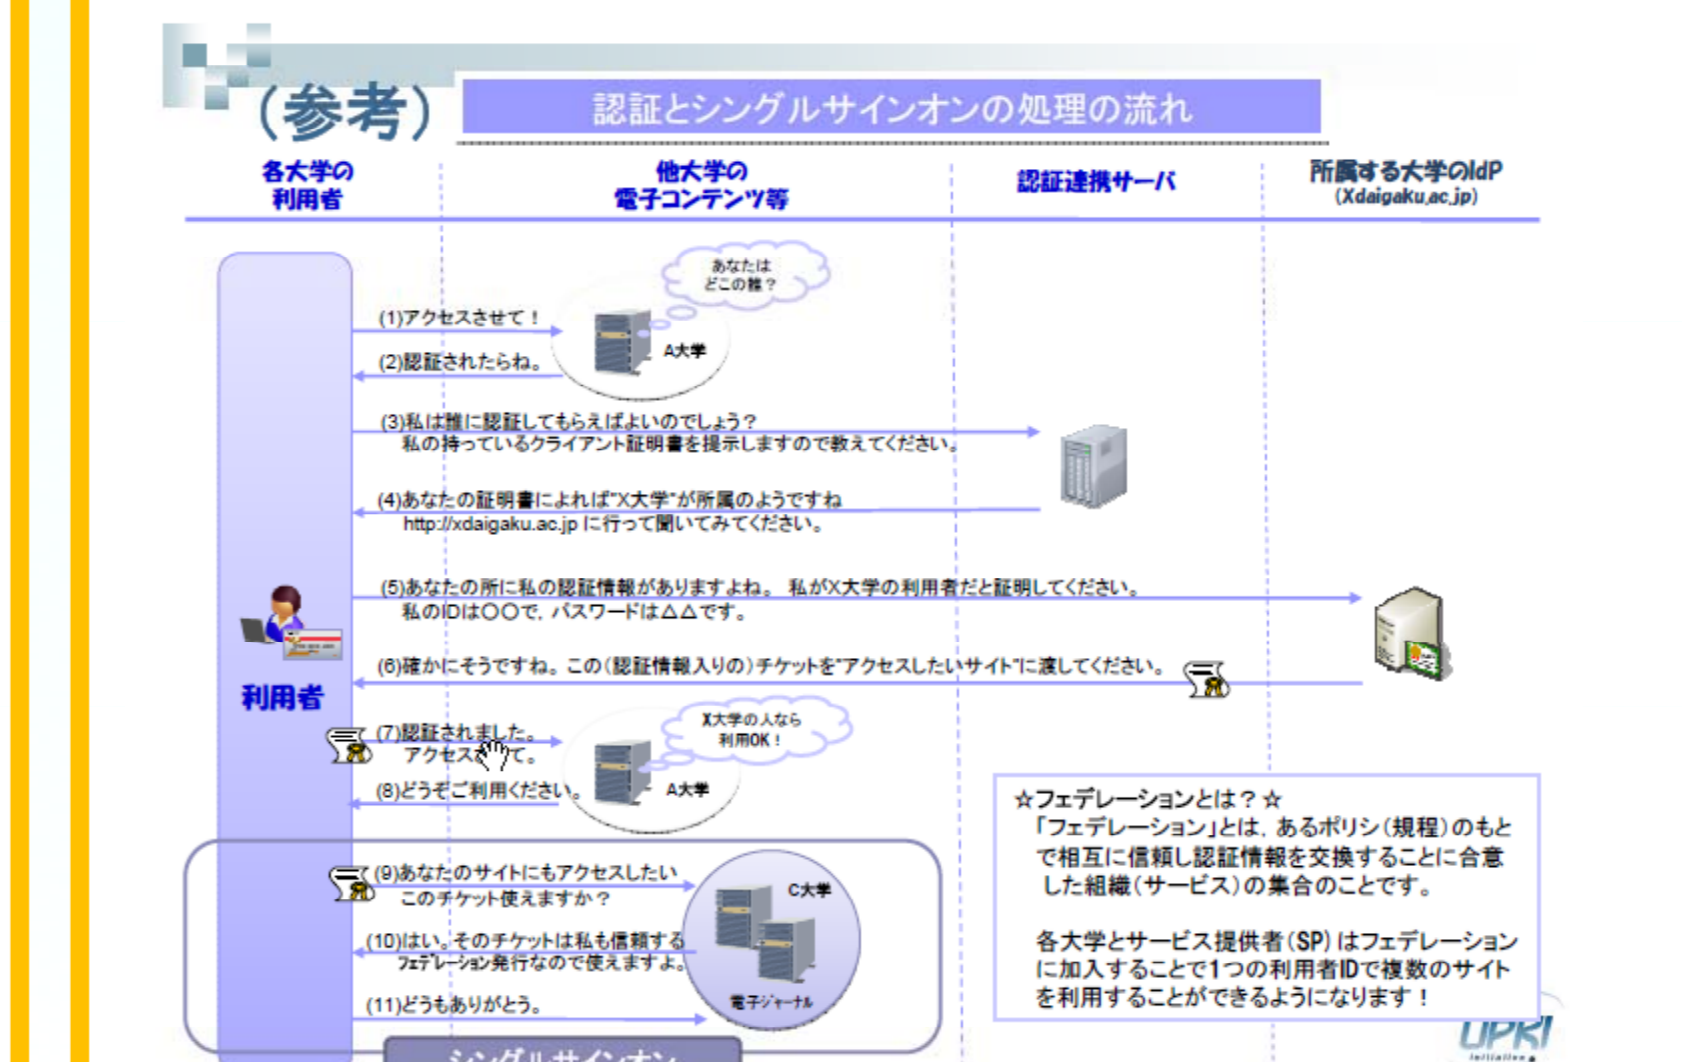 （参考）
認証とシングルサインオンの処理の流れ
各大学の
利用者
他大学の
電子コンテンツ等
認証連携サーバ
所属する大学のIdP
(Xdaigaku.ac.jp)
あなたは
どこの誰？
(1)アクセスさせて！
A大学
(2)認証されたらね。
(3)私は誰に認証してもらえばよいのでしょう？
私の持っているクライアント証明書を提示しますので教えてください。
(4)あなたの証明書によれば"X大学"が所属のようですね
http://xdaigaku.ac.jp に行って聞いてみてください。
(5)あなたの所に私の認証情報がありますよね。 私がX大学の利用者だと証明してください。
私のIDは〇〇で, パスワードは△△です。
(6)確かにそうですね。この（認証情報入りの）チケットを"アクセスしたいサイト"に渡してください。
利用者
X大学の人なら
利用OK！
(7)認証されました。
アクセス て。
A大学
(8)どうぞご利用ください。
☆フェデレーションとは？☆
「フェデレーション」とは, あるポリシ（規程）のもと
で相互に信頼し認証情報を交換することに合意
した組織（サービス）の集合のことです。
各大学とサービス提供者（SP）はフェデレーション
に加入することで1つの利用者IDで複数のサイト
を利用することができるようになります！
(9)あなたのサイトにもアクセスしたい
このチケット使えますか？
C大学
(10)はい。そのチケットは私も信頼する
フェデレーション発行なので使えますよ。
電子ジャーナル
(11)どうもありがとう。
シングルサインオン
UPKI
initiative